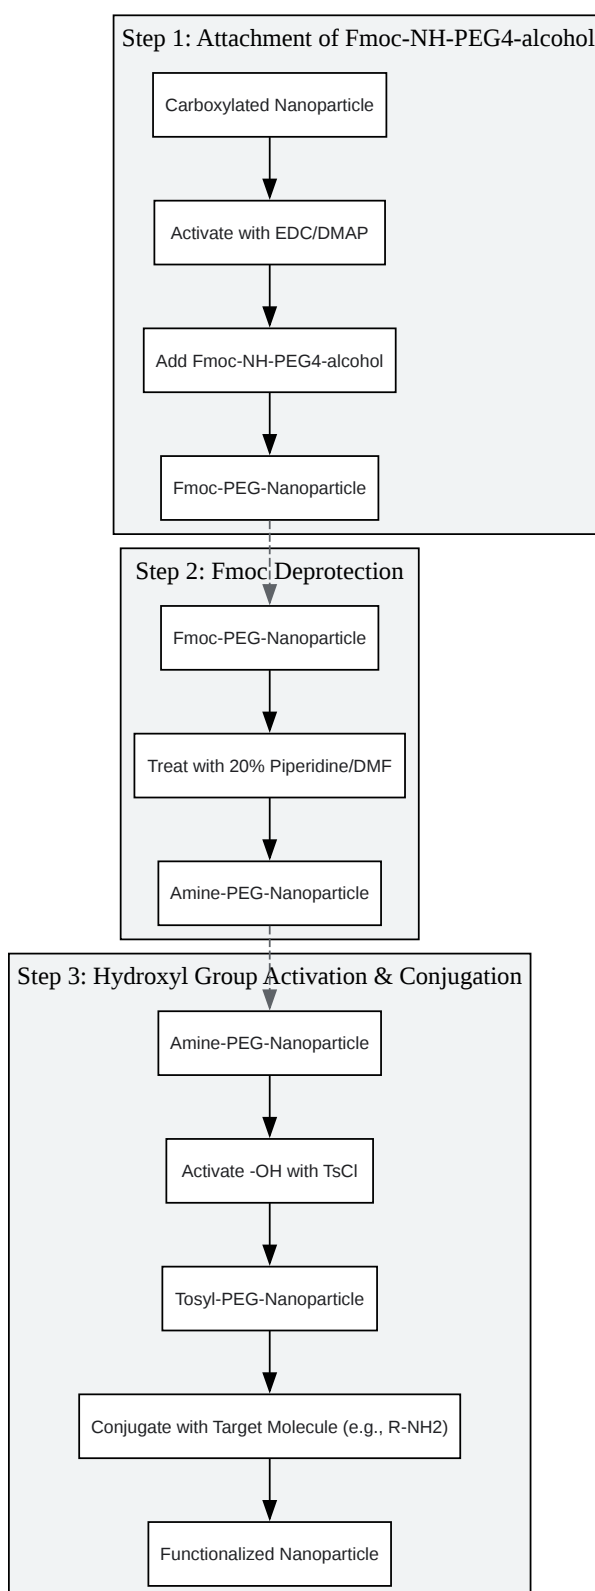 Step 1: Attachment of Fmoc-NH-PEG4-alcohol
Carboxylated Nanoparticle
Activate with EDC/DMAP
Add Fmoc-NH-PEG4-alcohol
Fmoc-PEG-Nanoparticle
Step 2: Fmoc Deprotection
Fmoc-PEG-Nanoparticle
Treat with 20% Piperidine/DMF
Amine-PEG-Nanoparticle
Step 3: Hydroxyl Group Activation & Conjugation
Amine-PEG-Nanoparticle
Activate -OH with TsCl
Tosyl-PEG-Nanoparticle
Conjugate with Target Molecule (e.g., R-NH2)
Functionalized Nanoparticle